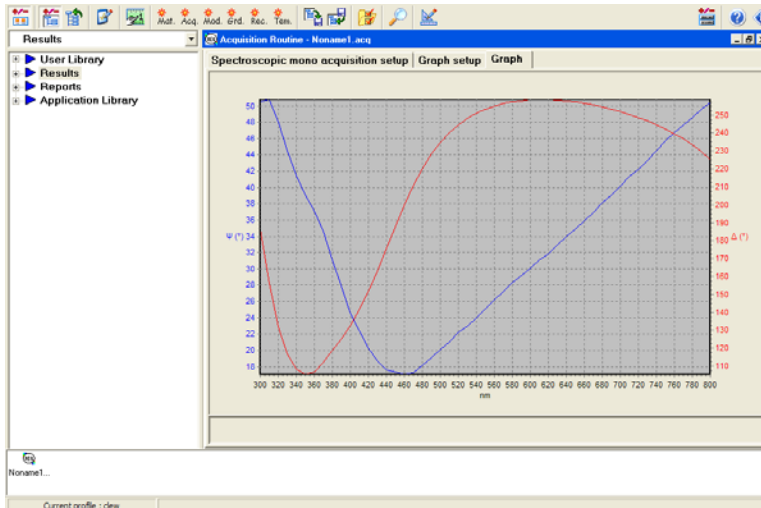 Mat. Acq. Mod. Grd. Rec. Tem.
Results
Acquisition Routine - Noname1.acq
User Library
Results
Reports
Application Library
Spectroscopic mono acquisition setup Graph setup Graph
50
48
46
44
42
40
38
36
Ψ (°) 34
32
30
28
26
24
22
20
18
250
240
230
220
210
200
190
180
Δ (°)
170
160
150
140
130
120
110
300 320 340 360 380 400 420 440 460 480 500 520 540 560 580 600 620 640 660 680 700 720 740 760 780 800
nm
Noname1...
Current profile : dew